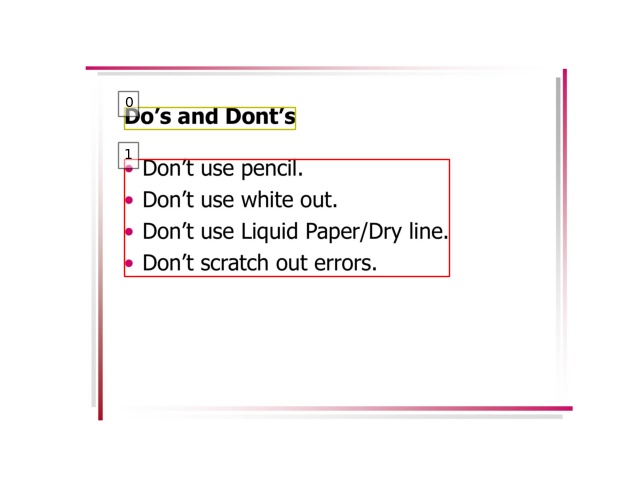 0
Do’s and Dont’s
1
• Don’t use pencil.
• Don’t use white out.
• Don’t use Liquid Paper/Dry line.
• Don’t scratch out errors.